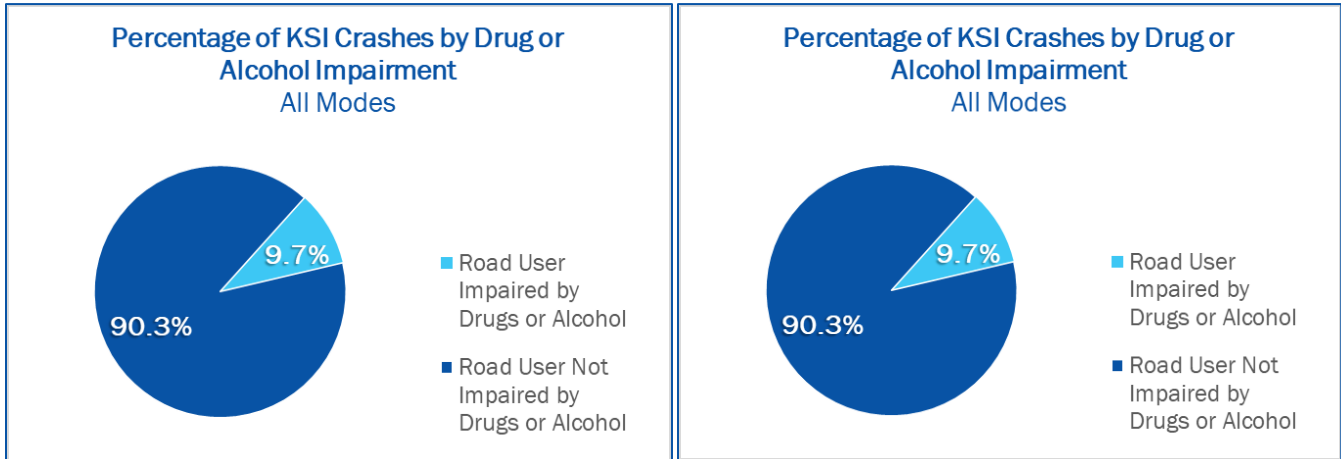 Percentage of KSI Crashes by Drug or
Alcohol Impairment
All Modes
9.7%
90.3%
Road User
Impaired by
Drugs or Alcohol
Road User Not
Impaired by
Drugs or Alcohol
Percentage of KSI Crashes by Drug or
Alcohol Impairment
All Modes
9.7%
90.3%
Road User
Impaired by
Drugs or Alcohol
Road User Not
Impaired by
Drugs or Alcohol